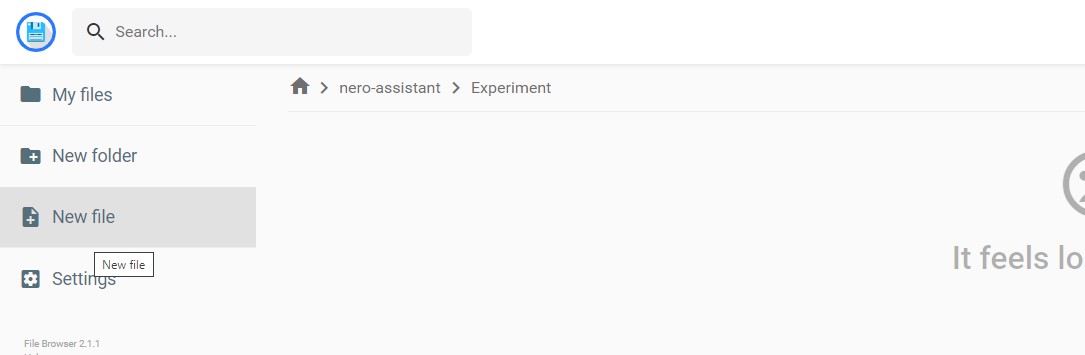 Search...
My files
nero-assistant Experiment
New folder
New file
New file
Settings
It feels lo
File Browser 2.1.1